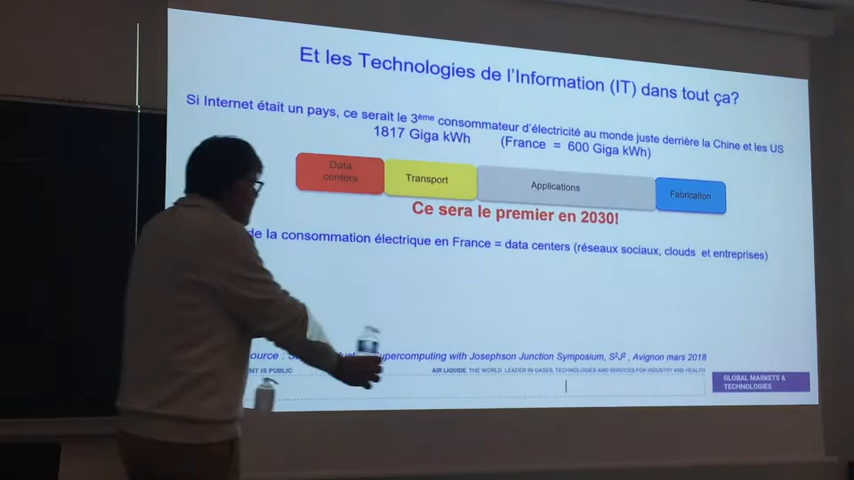 Et les Technologies de l'Information (IT) dans tout ça?
Si Internet était un pays, ce serait le 3ème consommateur d'électricité au monde juste derrière la Chine et les US
1817 Giga kWh (France = 600 Giga kWh)
Data
centers
Transport
Applications
Fabrication
Ce sera le premier en 2030!
de la consommation électrique en France = data centers (réseaux sociaux, clouds et entreprises)
upercomputing with Josephson Junction Symposium, S²J², Avignon mars 2018
NT IS PUBLIC
AIR LIQUIDE, THE WORLD LEADER IN GASES, TECHNOLOGIES AND SERVICES FOR INDUSTRY AND HEALTH
GLOBAL MARKETS &
TECHNOLOGIES